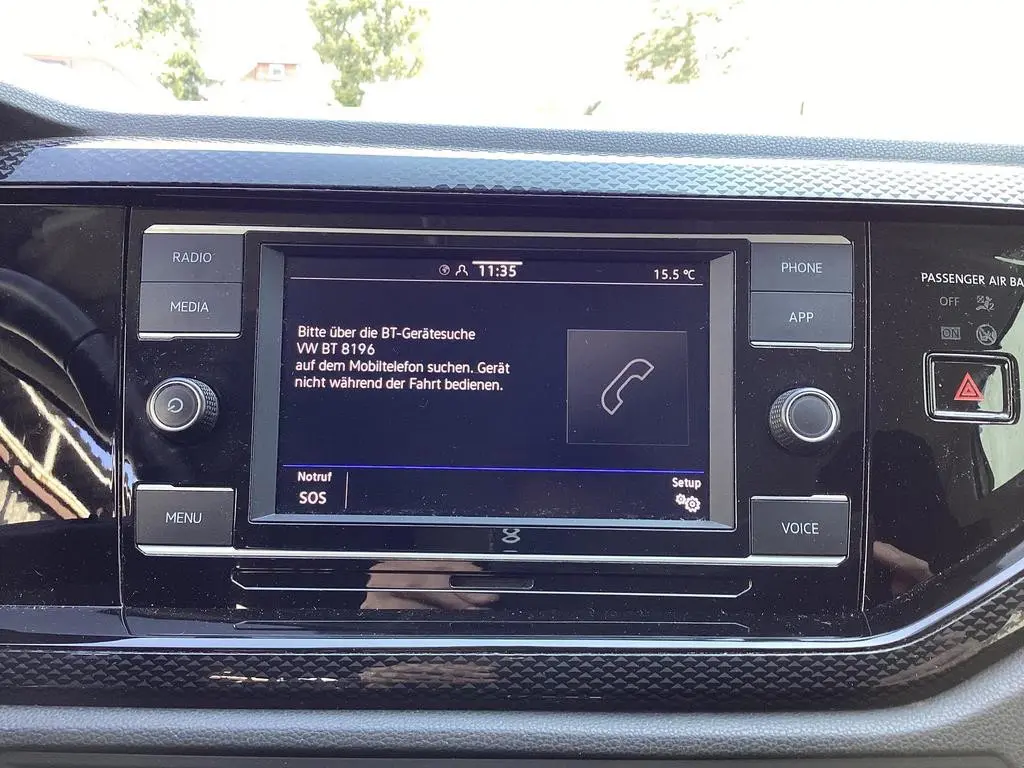 RADIO
MEDIA
11:35
15.5 °C
PHONE
APP
PASSENGER AIR BA
OFF
ON
Bitte über die BT-Gerätesuche
VW BT 8196
auf dem Mobiltelefon suchen. Gerät
nicht während der Fahrt bedienen.
Notruf
SOS
Setup
MENU
VOICE